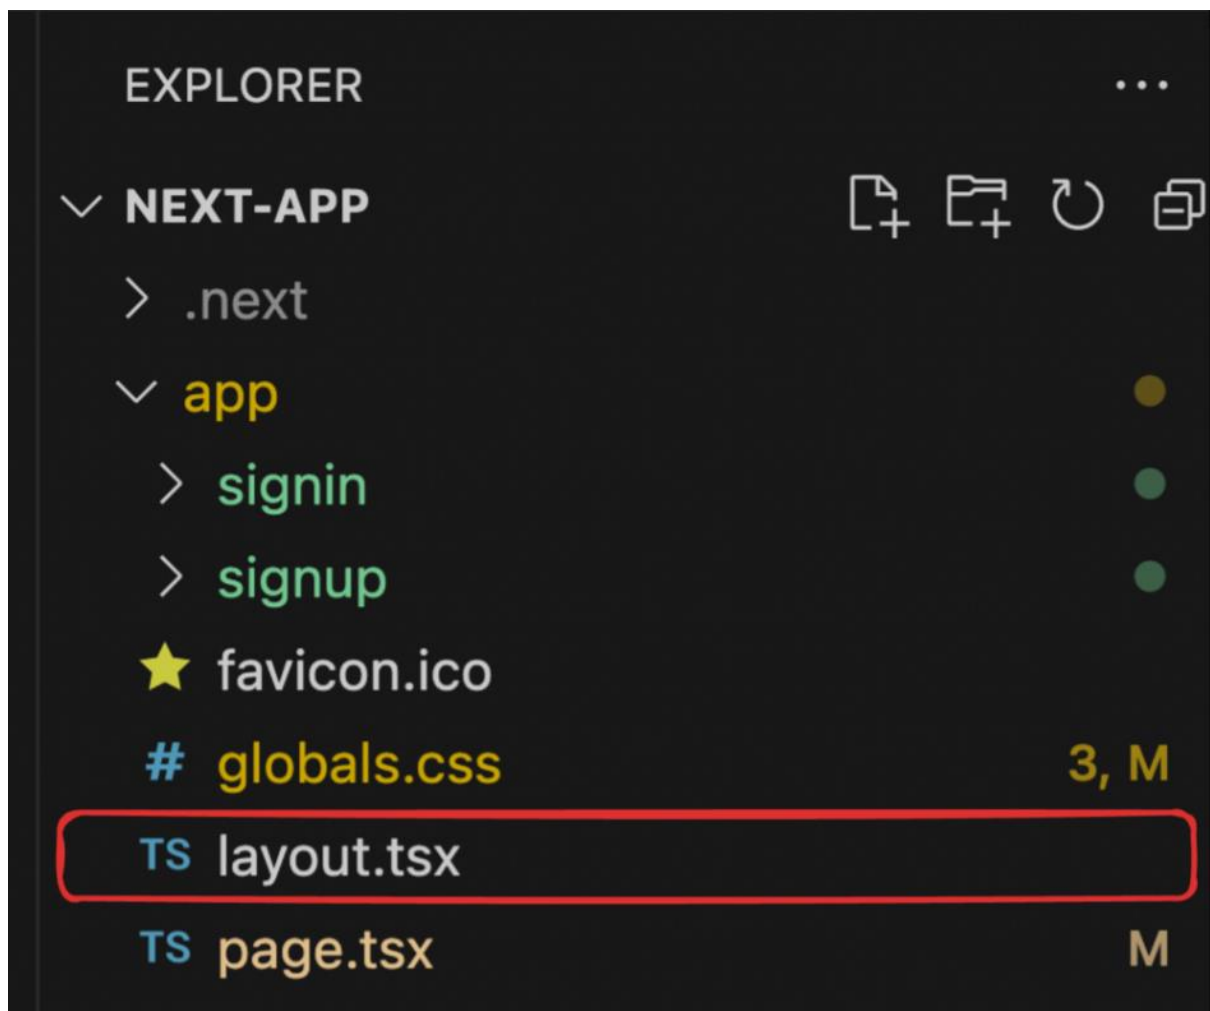 EXPLORER
NEXT-APP
.next
app
signin
signup
favicon.ico
# globals.css 3, M
TS layout.tsx
TS page.tsx M